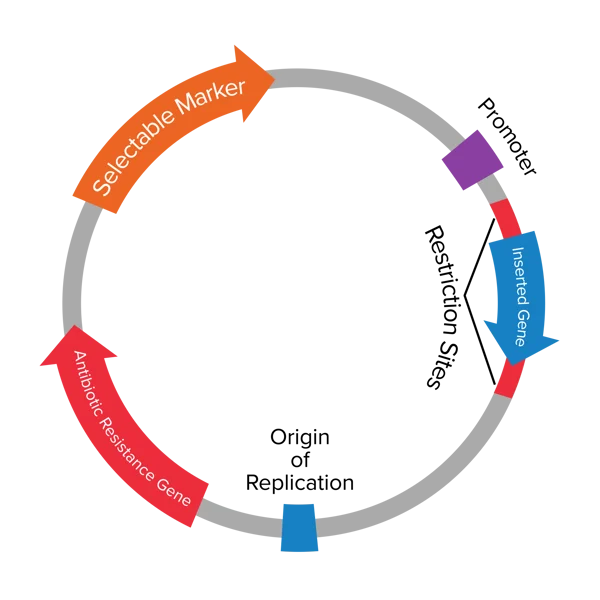 Selectable Marker
Promoter
Inserted Gene
Restriction Sites
Antibiotic Resistance Gene
Origin
of
Replication